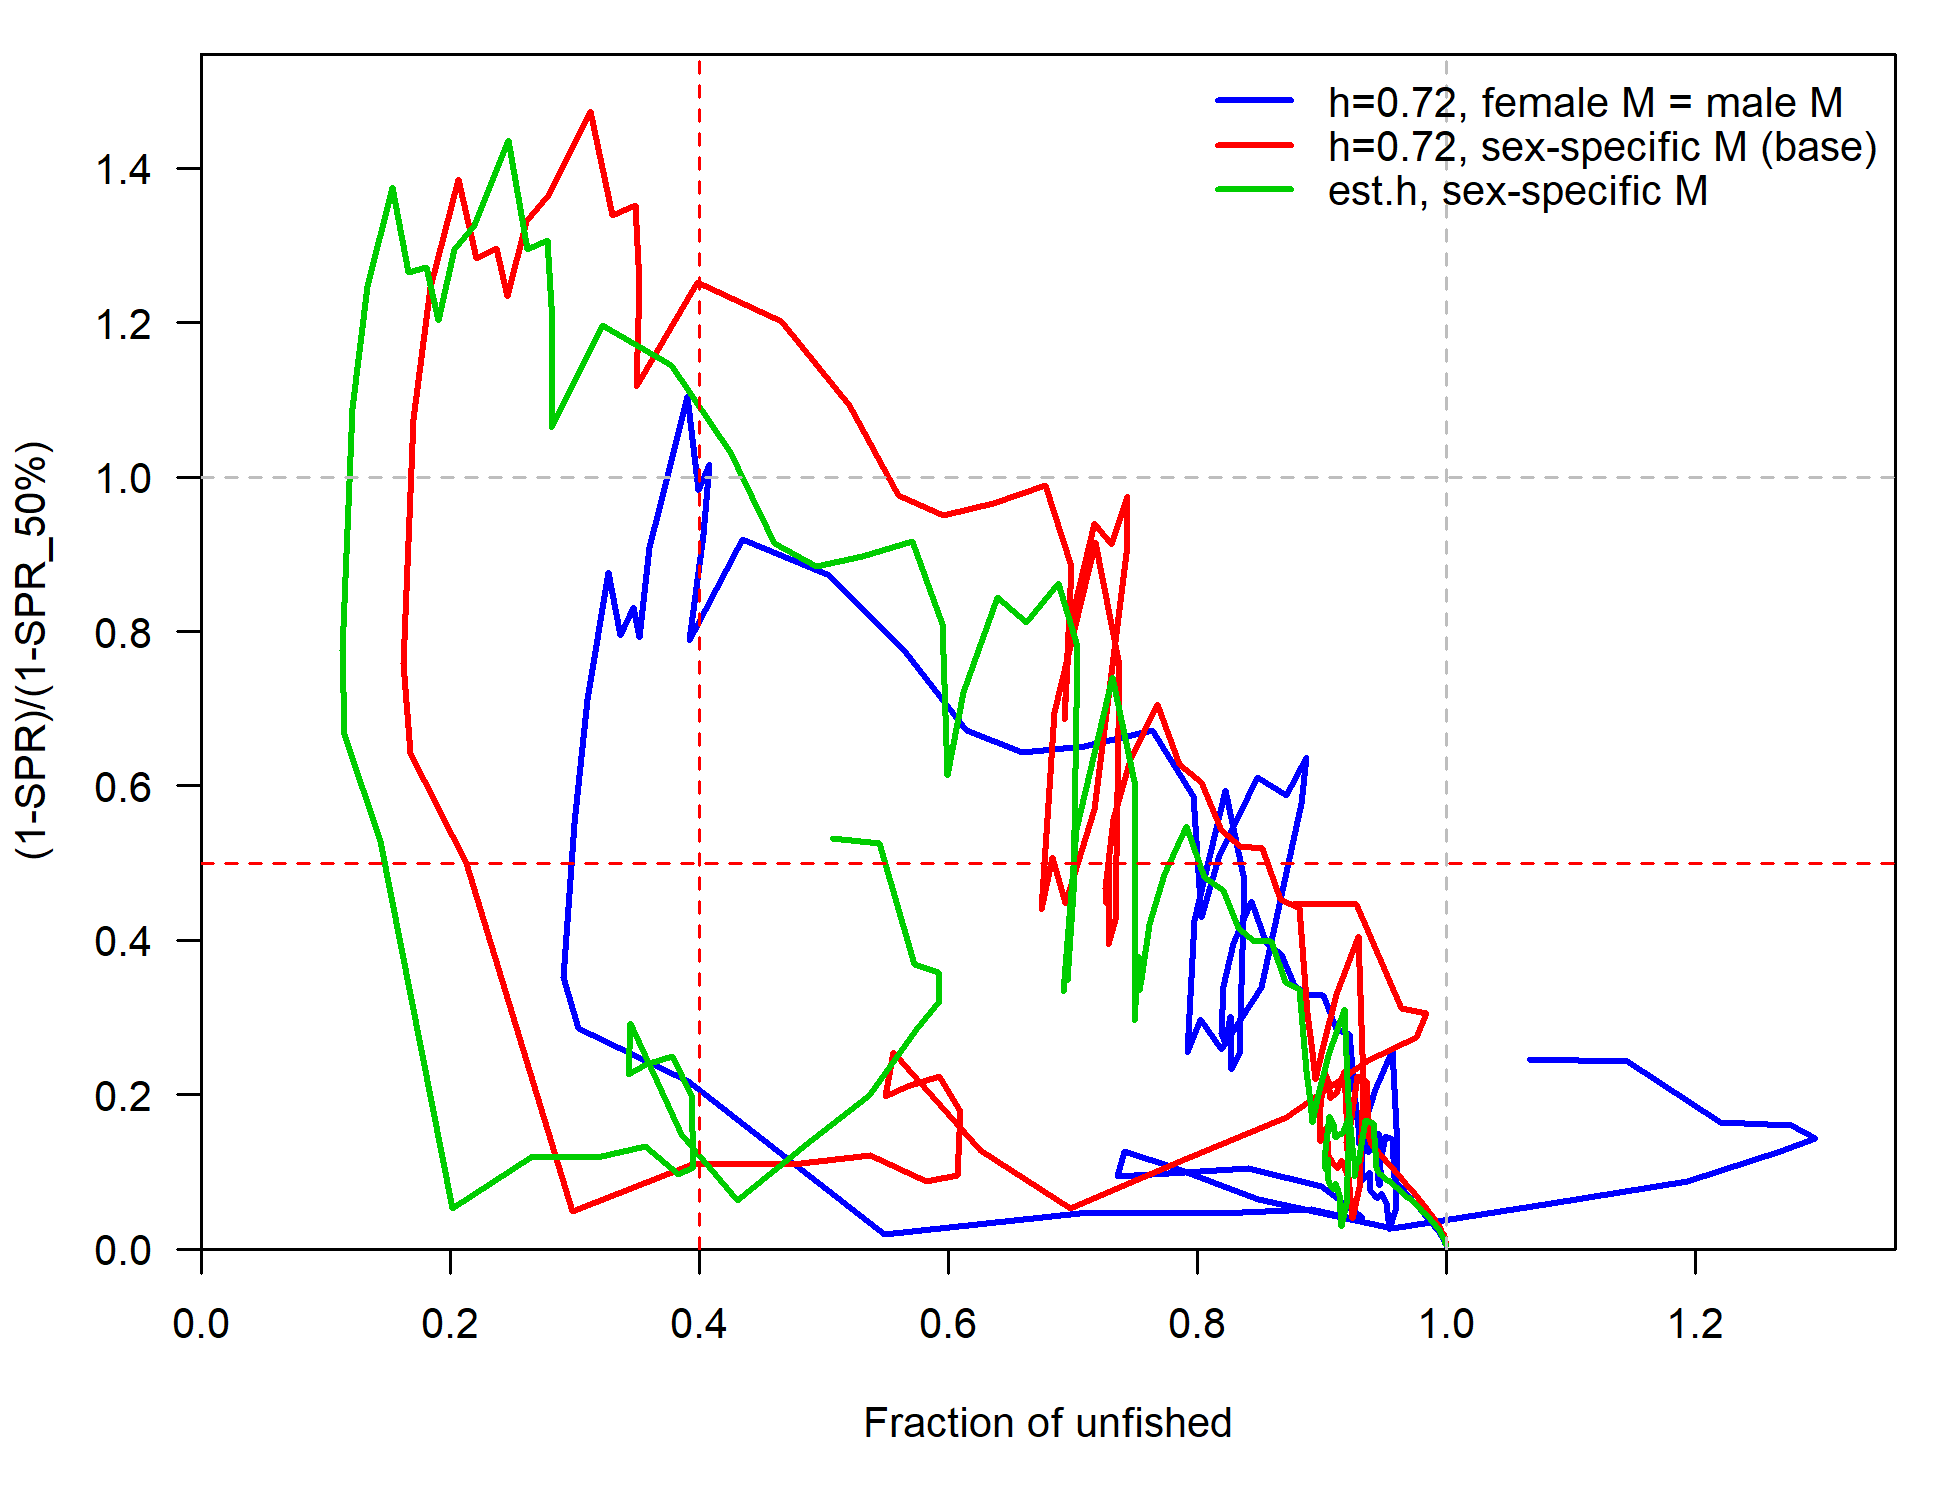 h=0.72, female M = male M
h=0.72, sex-specific M (base)
est.h, sex-specific M
(1-SPR)/(1-SPR_50%)
1.4
1.2
1.0
0.8
0.6
0.4
0.2
0.0
0.0 0.2 0.4 0.6 0.8 1.0 1.2
Fraction of unfished